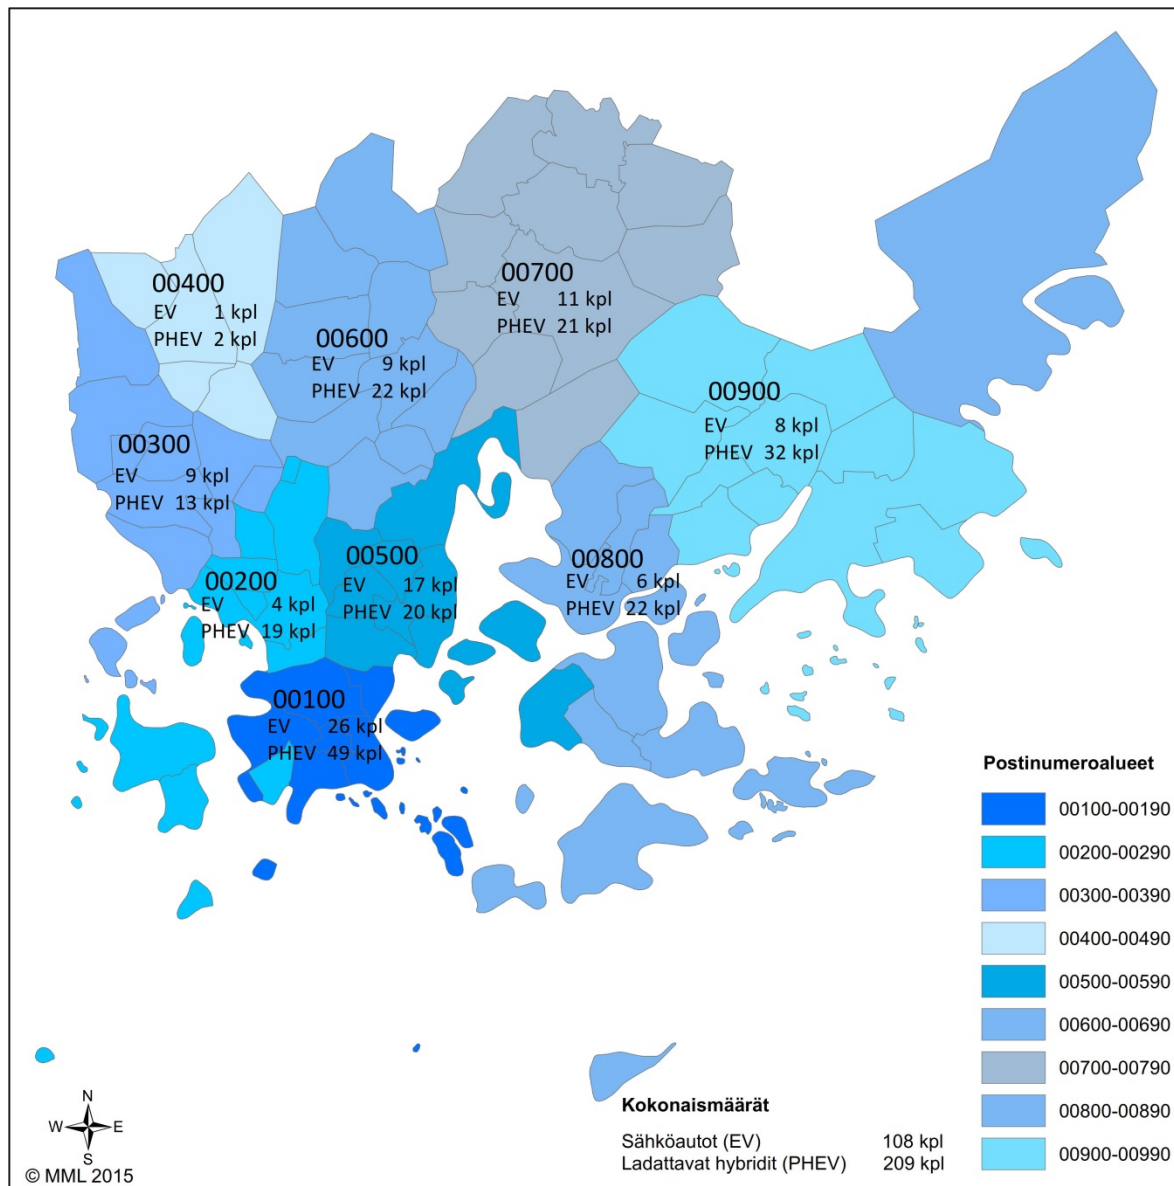 00400
EV 1 kpl
PHEV 2 kpl
00600
EV 9 kpl
PHEV 22 kpl
00700
EV 11 kpl
PHEV 21 kpl
00900
EV 8 kpl
PHEV 32 kpl
00300
EV 9 kpl
PHEV 13 kpl
00200
EV 4 kpl
PHEV 19 kpl
00500
EV 17 kpl
PHEV 20 kpl
00800
EV 6 kpl
PHEV 22 kpl
00100
EV 26 kpl
PHEV 49 kpl
Postinumeroalueet
00100-00190
00200-00290
00300-00390
00400-00490
00500-00590
00600-00690
00700-00790
00800-00890
00900-00990
Kokonaismäärät
Sähköautot (EV) 108 kpl
Ladattavat hybridit (PHEV) 209 kpl
N
W E
S
© MML 2015